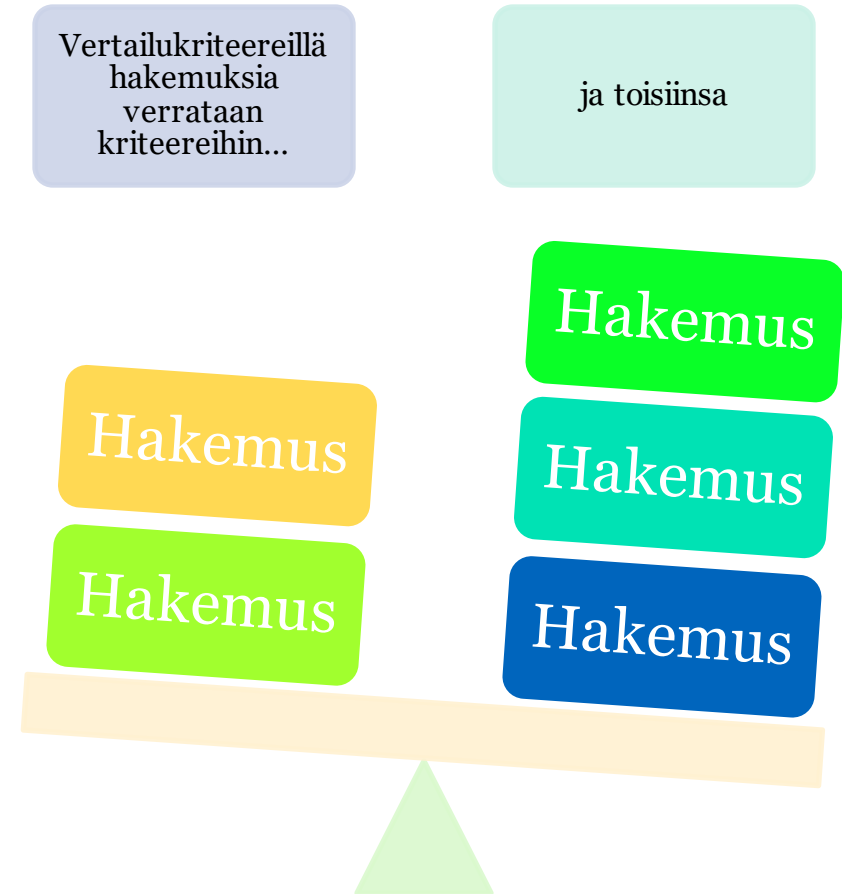 Vertailukriteereillä
hakemuksia
verrataan
kriteereihin...
ja toisiinsa
Hakemus
Hakemus
Hakemus
Hakemus
Hakemus